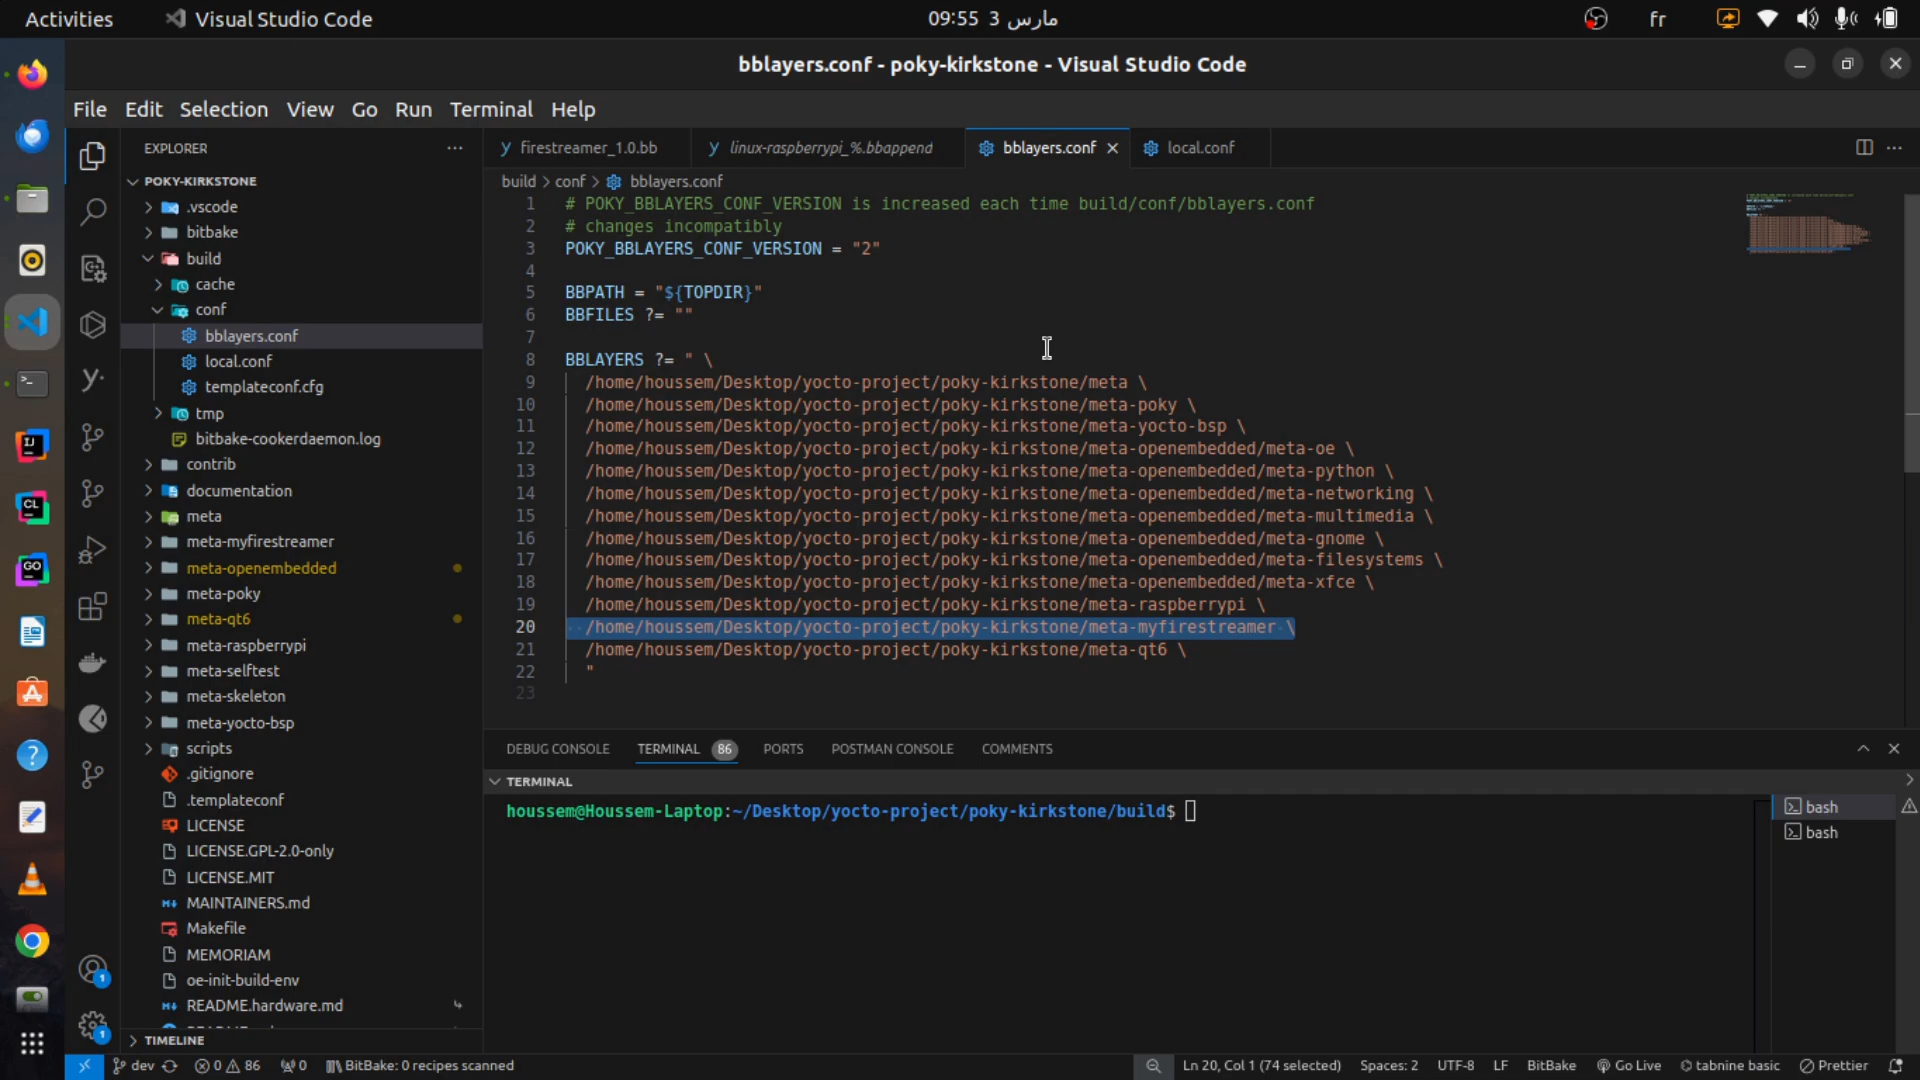 Activities
Visual Studio Code
09:55 3 مارس
fr
bblayers.conf - poky-kirkstone - Visual Studio Code
File Edit Selection View Go Run Terminal Help
EXPLORER
POKY-KIRKSTONE
.vscode
bitbake
build
cache
conf
bblayers.conf
local.conf
templateconf.cfg
tmp
bitbake-cookerdaemon.log
contrib
documentation
meta
meta-myfirestreamer
meta-openembedded
meta-poky
meta-qt6
meta-raspberrypi
meta-selftest
meta-skeleton
meta-yocto-bsp
scripts
.gitignore
.templateconf
LICENSE
LICENSE.GPL-2.0-only
LICENSE.MIT
MAINTAINERS.md
Makefile
MEMORIAM
oe-init-build-env
README.hardware.md
TIMELINE
firestreamer_1.0.bb
linux-raspberrypi_%.bbappend
bblayers.conf
local.conf
build > conf > bblayers.conf
1 # POKY_BBLAYERS_CONF_VERSION is increased each time build/conf/bblayers.conf
2 # changes incompatibly
3 POKY_BBLAYERS_CONF_VERSION = "2"
4
5 BBPATH = "${TOPDIR}"
6 BBFILES ?= ""
7
8 BBLAYERS ?= " \
9 /home/houssem/Desktop/yocto-project/poky-kirkstone/meta \
10 /home/houssem/Desktop/yocto-project/poky-kirkstone/meta-poky \
11 /home/houssem/Desktop/yocto-project/poky-kirkstone/meta-yocto-bsp \
12 /home/houssem/Desktop/yocto-project/poky-kirkstone/meta-openembedded/meta-oe \
13 /home/houssem/Desktop/yocto-project/poky-kirkstone/meta-openembedded/meta-python \
14 /home/houssem/Desktop/yocto-project/poky-kirkstone/meta-openembedded/meta-networking \
15 /home/houssem/Desktop/yocto-project/poky-kirkstone/meta-openembedded/meta-multimedia \
16 /home/houssem/Desktop/yocto-project/poky-kirkstone/meta-openembedded/meta-gnome \
17 /home/houssem/Desktop/yocto-project/poky-kirkstone/meta-openembedded/meta-filesystems \
18 /home/houssem/Desktop/yocto-project/poky-kirkstone/meta-openembedded/meta-xfce \
19 /home/houssem/Desktop/yocto-project/poky-kirkstone/meta-raspberrypi \
20 /home/houssem/Desktop/yocto-project/poky-kirkstone/meta-myfirestreamer \
21 /home/houssem/Desktop/yocto-project/poky-kirkstone/meta-qt6 \
22 "
23
DEBUG CONSOLE TERMINAL 86 PORTS POSTMAN CONSOLE COMMENTS
TERMINAL
houssem@Houssem-Laptop:~/Desktop/yocto-project/poky-kirkstone/build$
bash
bash
dev 0 86 0 BitBake: 0 recipes scanned
Ln 20, Col 1 (74 selected) Spaces: 2 UTF-8 LF BitBake Go Live tabnine basic Prettier